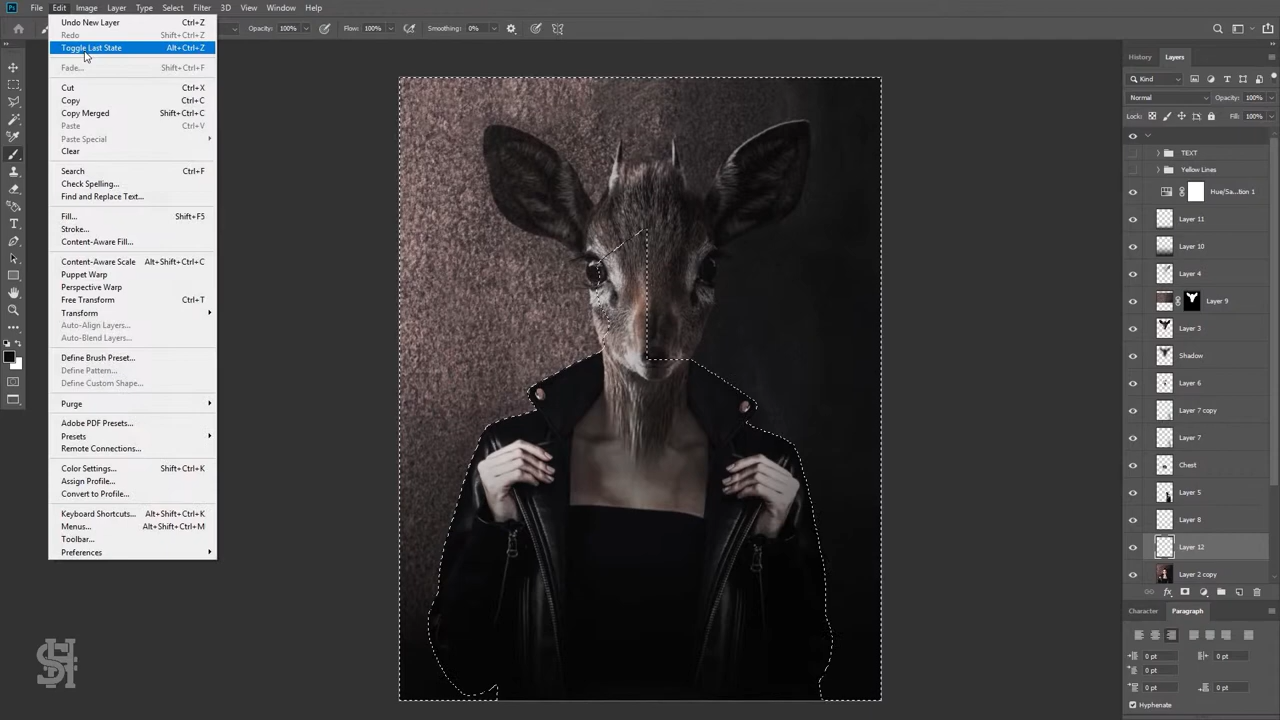 Ps File Edit Image Layer Type Select Filter 3D View Window Help
Opacity: 100% Flow: 100% Smoothing: 0%
Undo New Layer Ctrl+Z
Redo Shift+Ctrl+Z
Toggle Last State Alt+Ctrl+Z
Fade... Shift+Ctrl+F
Cut Ctrl+X
Copy Ctrl+C
Copy Merged Shift+Ctrl+C
Paste Ctrl+V
Paste Special
Clear
Search Ctrl+F
Check Spelling...
Find and Replace Text...
Fill... Shift+F5
Stroke...
Content-Aware Fill...
Content-Aware Scale Alt+Shift+Ctrl+C
Puppet Warp
Perspective Warp
Free Transform Ctrl+T
Transform
Auto-Align Layers...
Auto-Blend Layers...
Define Brush Preset...
Define Pattern...
Define Custom Shape...
Purge
Adobe PDF Presets...
Presets
Remote Connections...
Color Settings... Shift+Ctrl+K
Assign Profile...
Convert to Profile...
Keyboard Shortcuts... Alt+Shift+Ctrl+K
Menus... Alt+Shift+Ctrl+M
Toolbar...
Preferences
History Layers
Kind
Normal Opacity: 100%
Lock: Fill: 100%
TEXT
Yellow Lines
Hue/Sa...tion 1
Layer 11
Layer 10
Layer 4
Layer 9
Layer 3
Shadow
Layer 6
Layer 7 copy
Layer 7
Chest
Layer 5
Layer 8
Layer 12
Layer 2 copy
fx
Character Paragraph
0 pt 0 pt
0 pt
0 pt 0 pt
Hyphenate